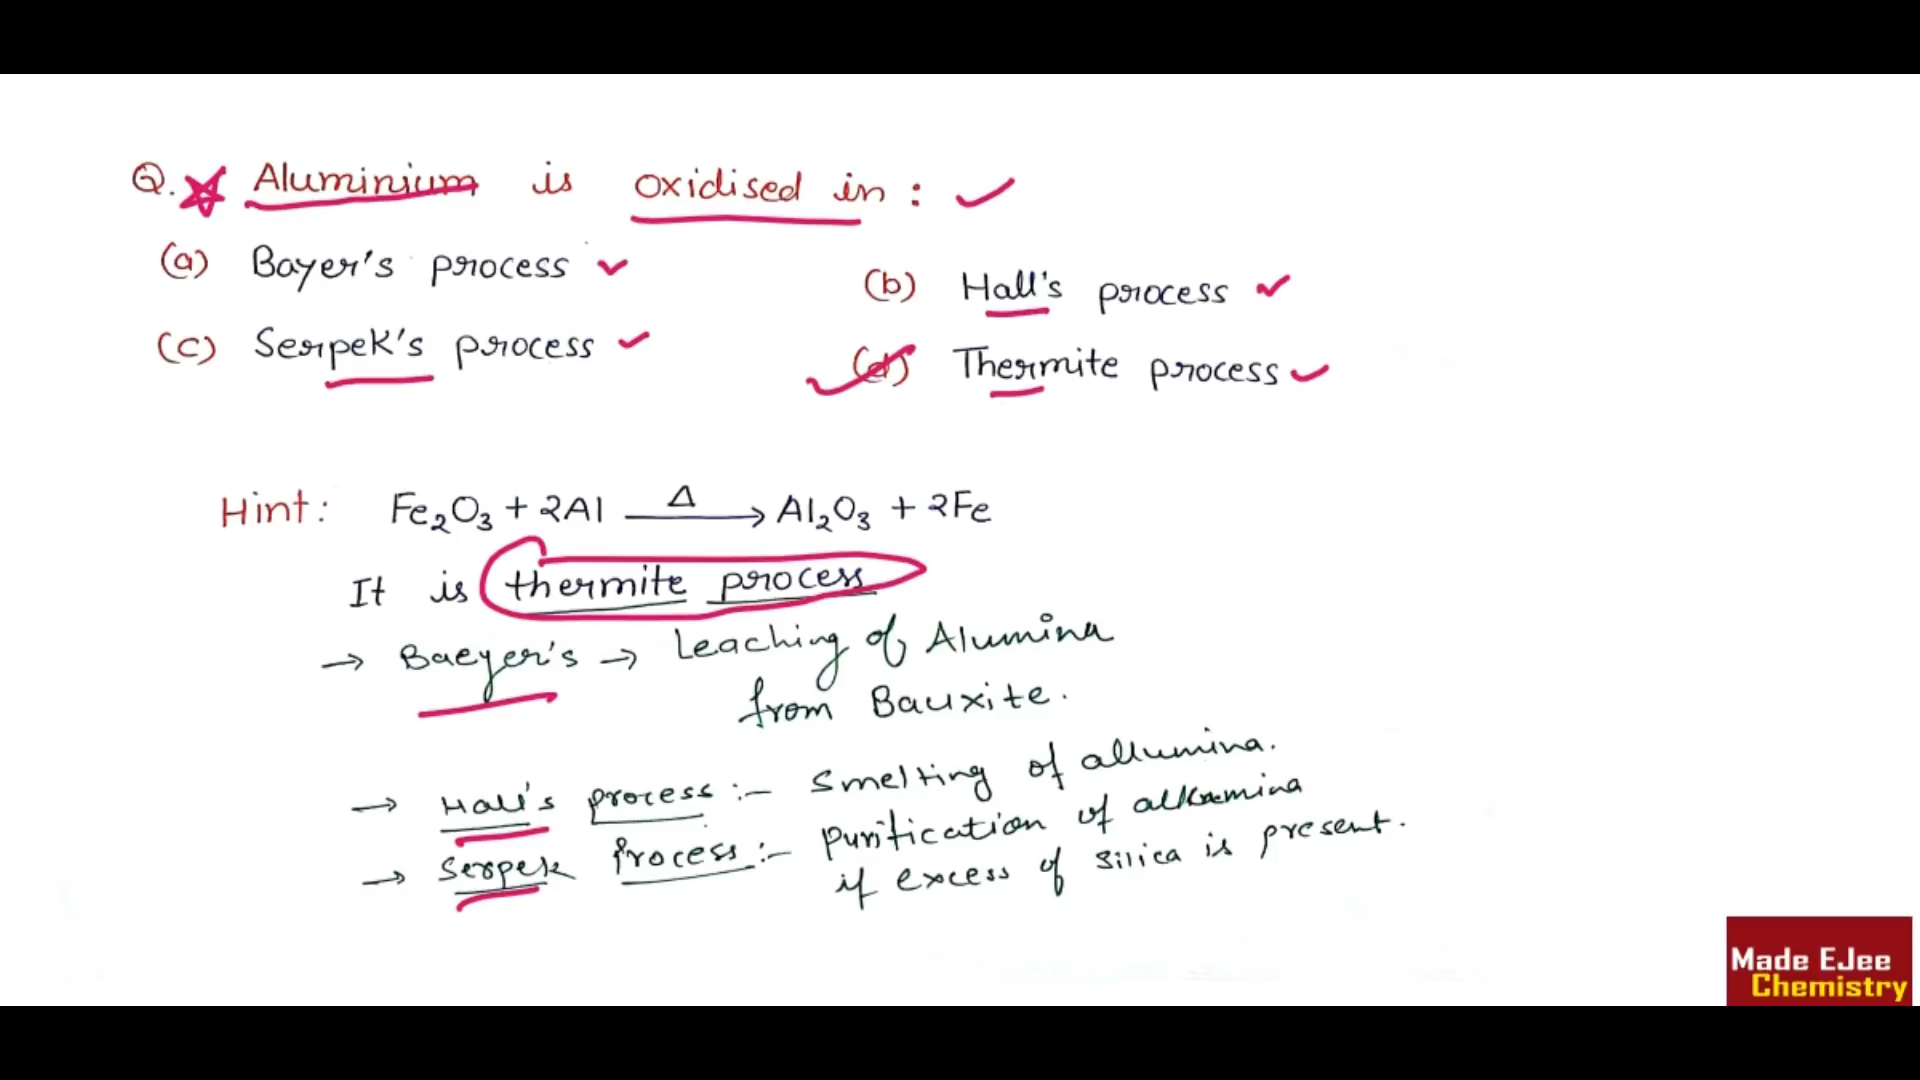 Q. Aluminium is oxidised in :
(a) Bayer's process
(b) Hall's process
(c) Serpek's process
(d) Thermite process
Hint: Fe₂O₃ + 2Al —Δ→ Al₂O₃ + 2Fe
It is thermite process
→ Baeyer's → Leaching of Alumina
from Bauxite.
→ Hall's process :- Smelting of allumina.
→ Serpek Process :- Purification of allumina
if excess of silica is present.
Made EJee
Chemistry